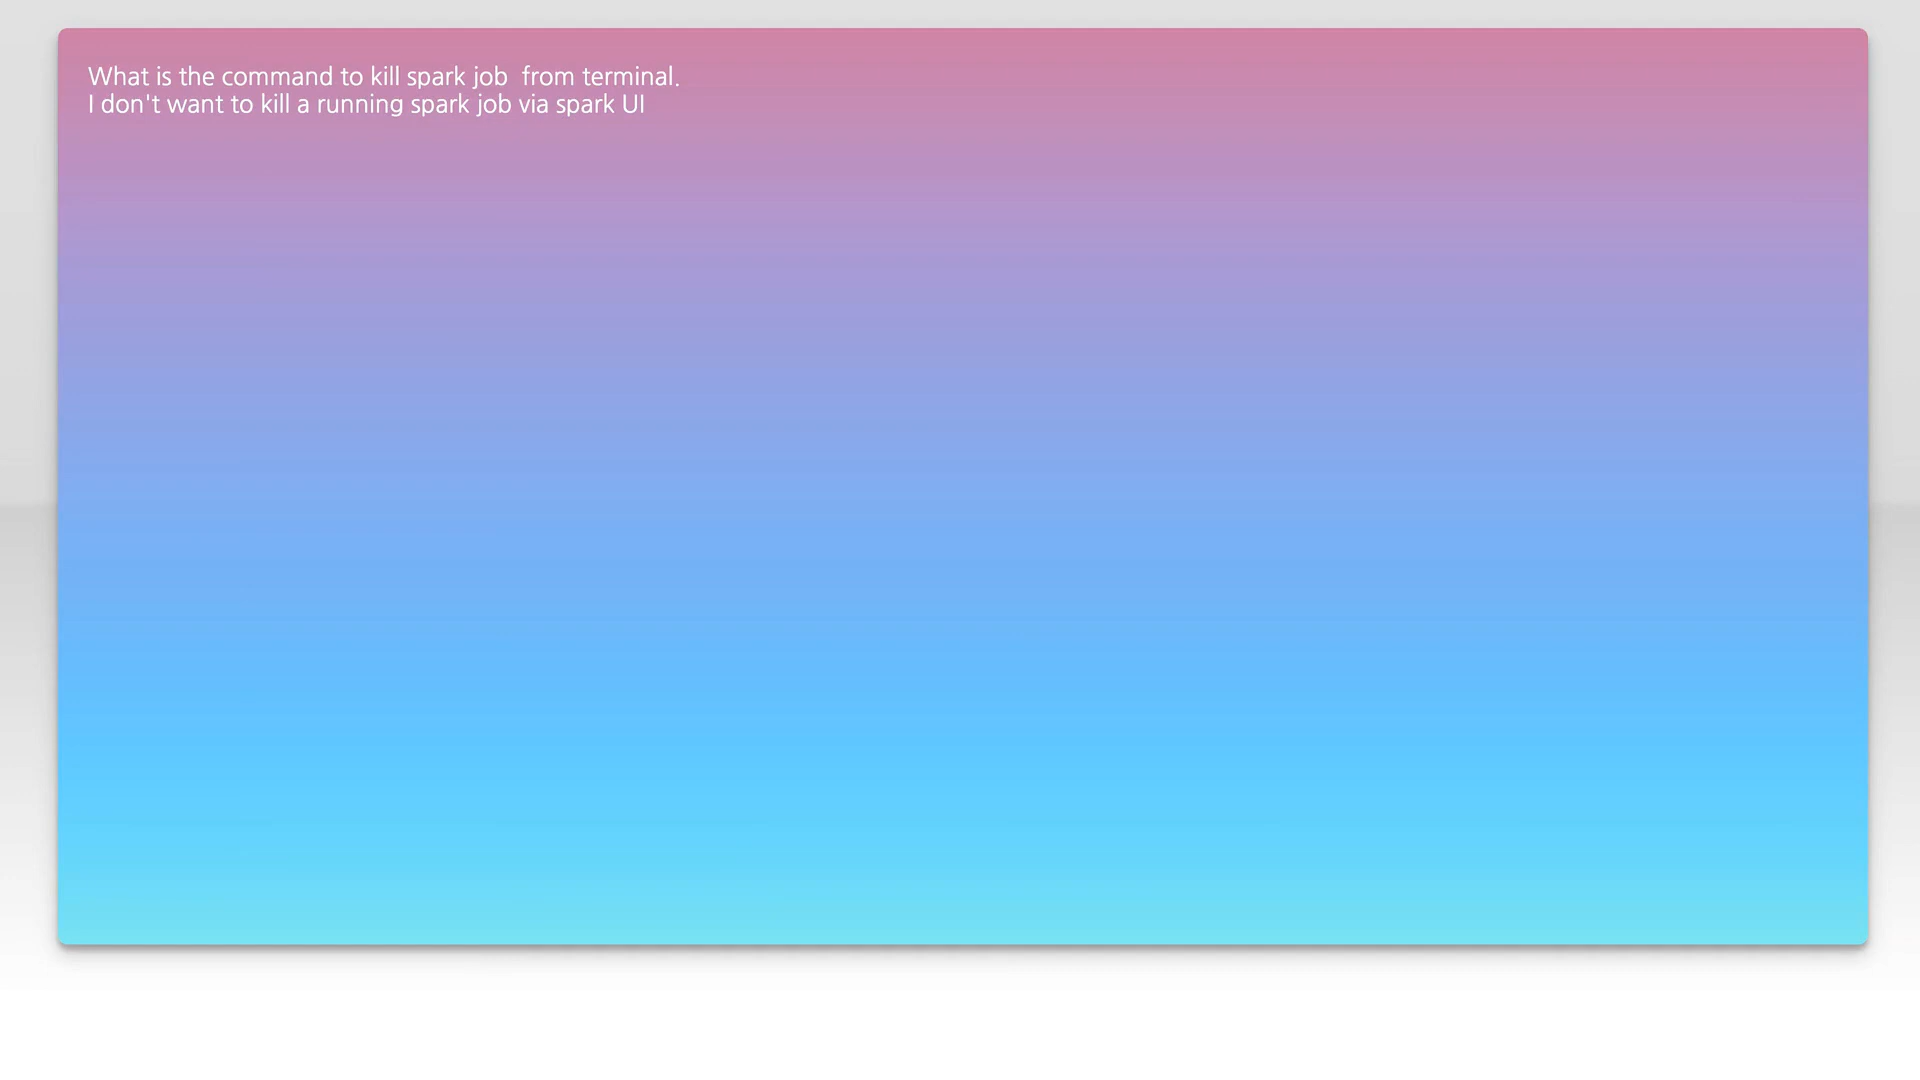 What is the command to kill spark job  from terminal.
I don't want to kill a running spark job via spark UI